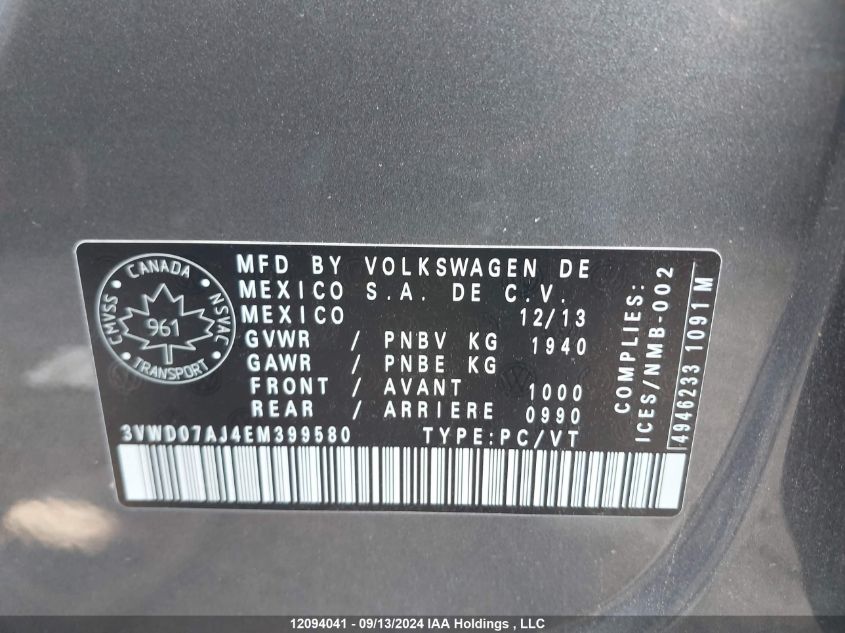 CANADA
CMVSS
NSVAC
961
TRANSPORT
MFD BY VOLKSWAGEN DE
MEXICO S.A. DE C.V.
MEXICO 12/13
GVWR / PNBV KG 1940
GAWR / PNBE KG
FRONT / AVANT 1000
REAR / ARRIERE 0990
3VWD07AJ4EM399580 TYPE:PC/VT
COMPLIES:
ICES/NMB-002
4946233 1091 M
12094041 - 09/13/2024 IAA Holdings , LLC